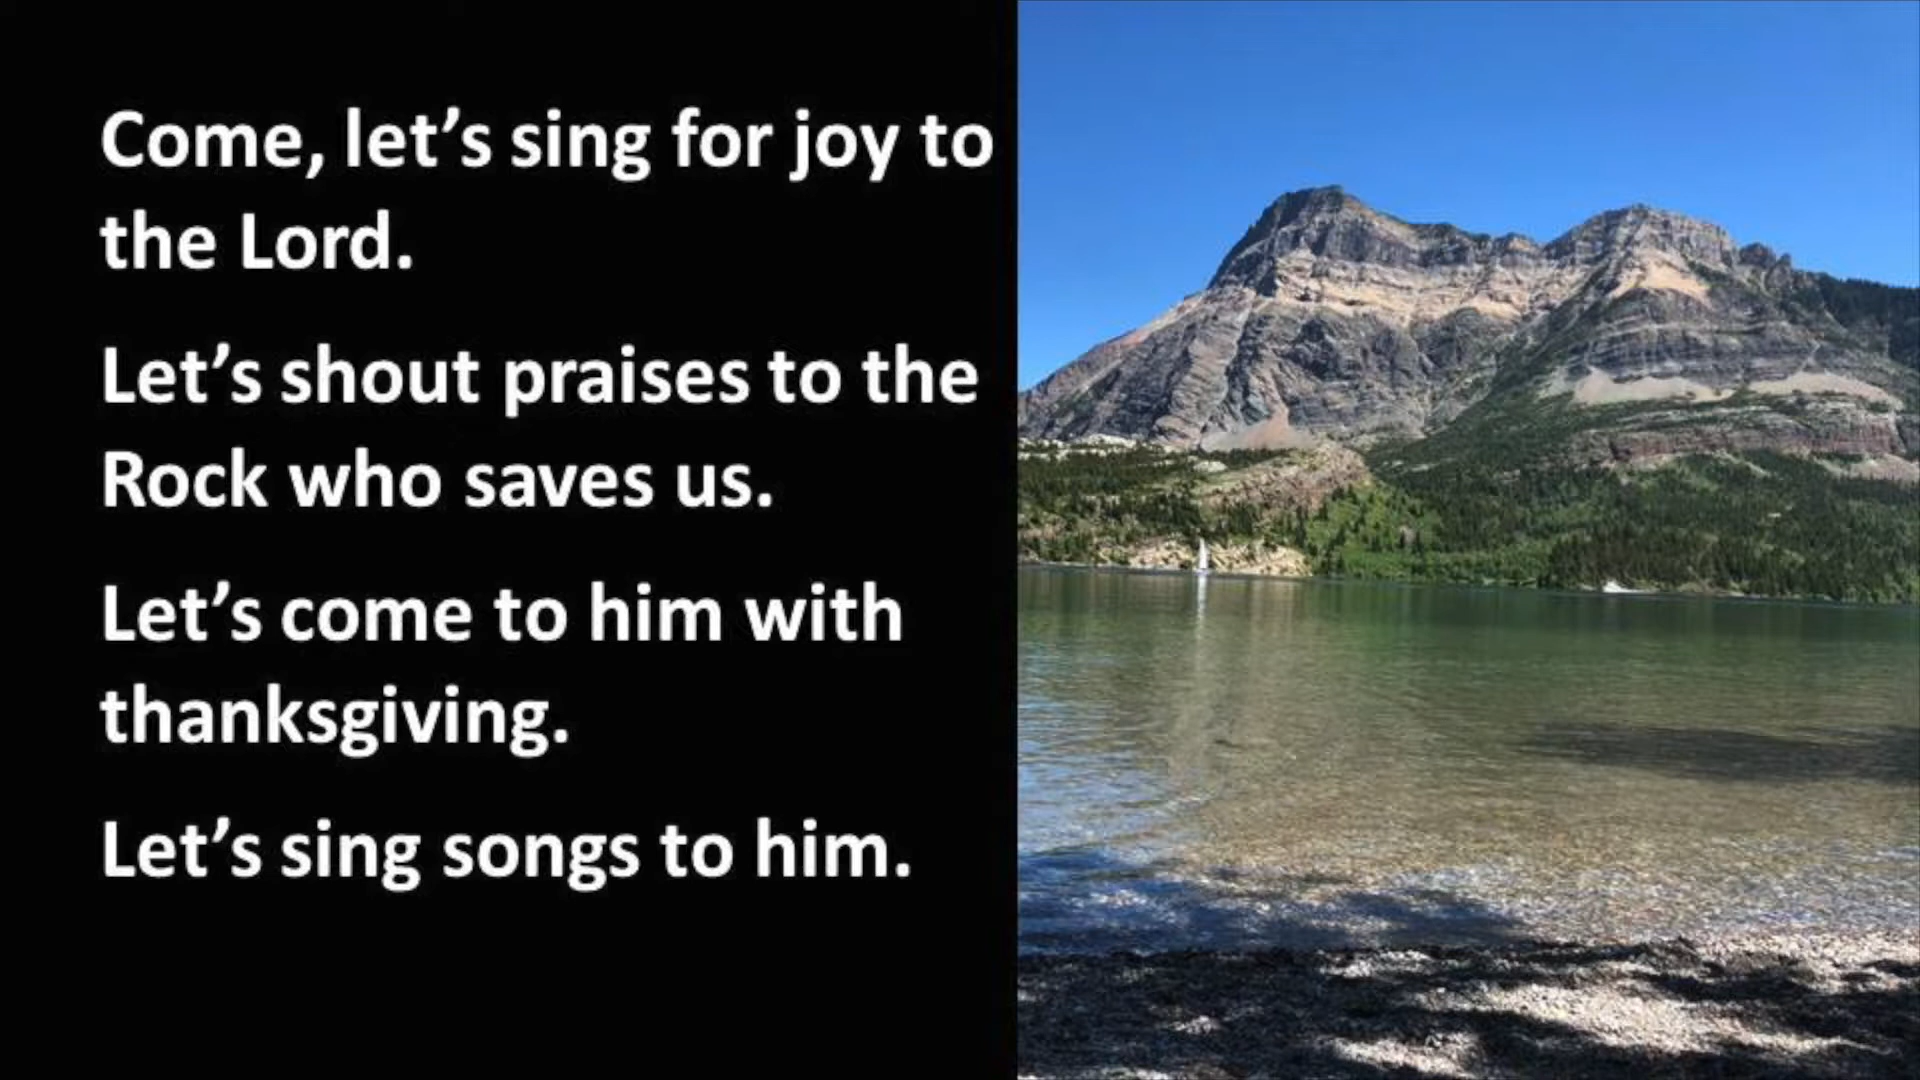 Come, let’s sing for joy to
the Lord.
Let’s shout praises to the
Rock who saves us.
Let’s come to him with
thanksgiving.
Let’s sing songs to him.